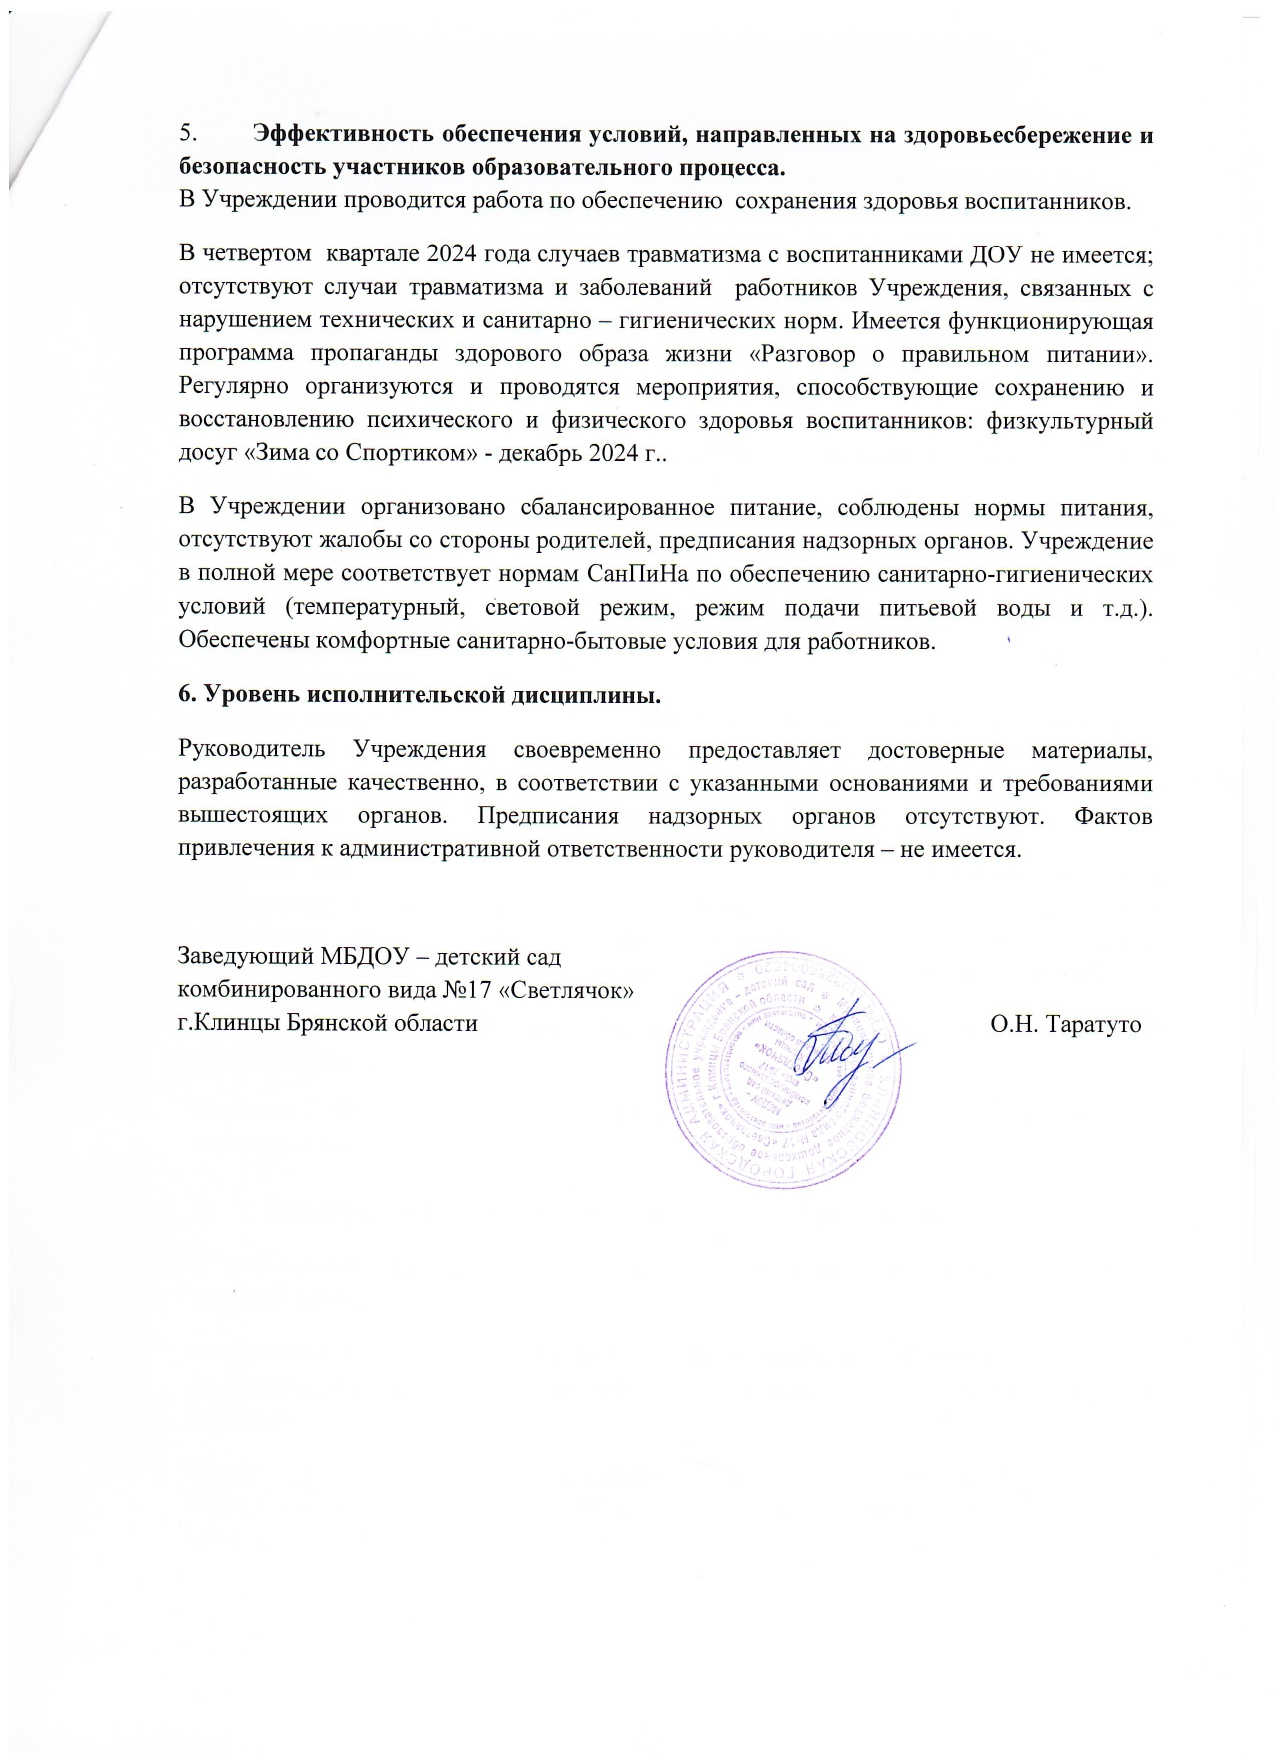 5. Эффективность обеспечения условий, направленных на здоровьесбережение и
безопасность участников образовательного процесса.
В Учреждении проводится работа по обеспечению сохранения здоровья воспитанников.
В четвертом квартале 2024 года случаев травматизма с воспитанниками ДОУ не имеется;
отсутствуют случаи травматизма и заболеваний работников Учреждения, связанных с
нарушением технических и санитарно – гигиенических норм. Имеется функционирующая
программа пропаганды здорового образа жизни «Разговор о правильном питании».
Регулярно организуются и проводятся мероприятия, способствующие сохранению и
восстановлению психического и физического здоровья воспитанников: физкультурный
досуг «Зима со Спортиком» - декабрь 2024 г..
В Учреждении организовано сбалансированное питание, соблюдены нормы питания,
отсутствуют жалобы со стороны родителей, предписания надзорных органов. Учреждение
в полной мере соответствует нормам СанПиНа по обеспечению санитарно-гигиенических
условий (температурный, световой режим, режим подачи питьевой воды и т.д.).
Обеспечены комфортные санитарно-бытовые условия для работников.
6. Уровень исполнительской дисциплины.
Руководитель Учреждения своевременно предоставляет достоверные материалы,
разработанные качественно, в соответствии с указанными основаниями и требованиями
вышестоящих органов. Предписания надзорных органов отсутствуют. Фактов
привлечения к административной ответственности руководителя – не имеется.
Заведующий МБДОУ – детский сад
комбинированного вида №17 «Светлячок»
г.Клинцы Брянской области О.Н. Таратуто
КЛИНЦОВСКАЯ ГОРОДСКАЯ АДМИНИСТРАЦИЯ